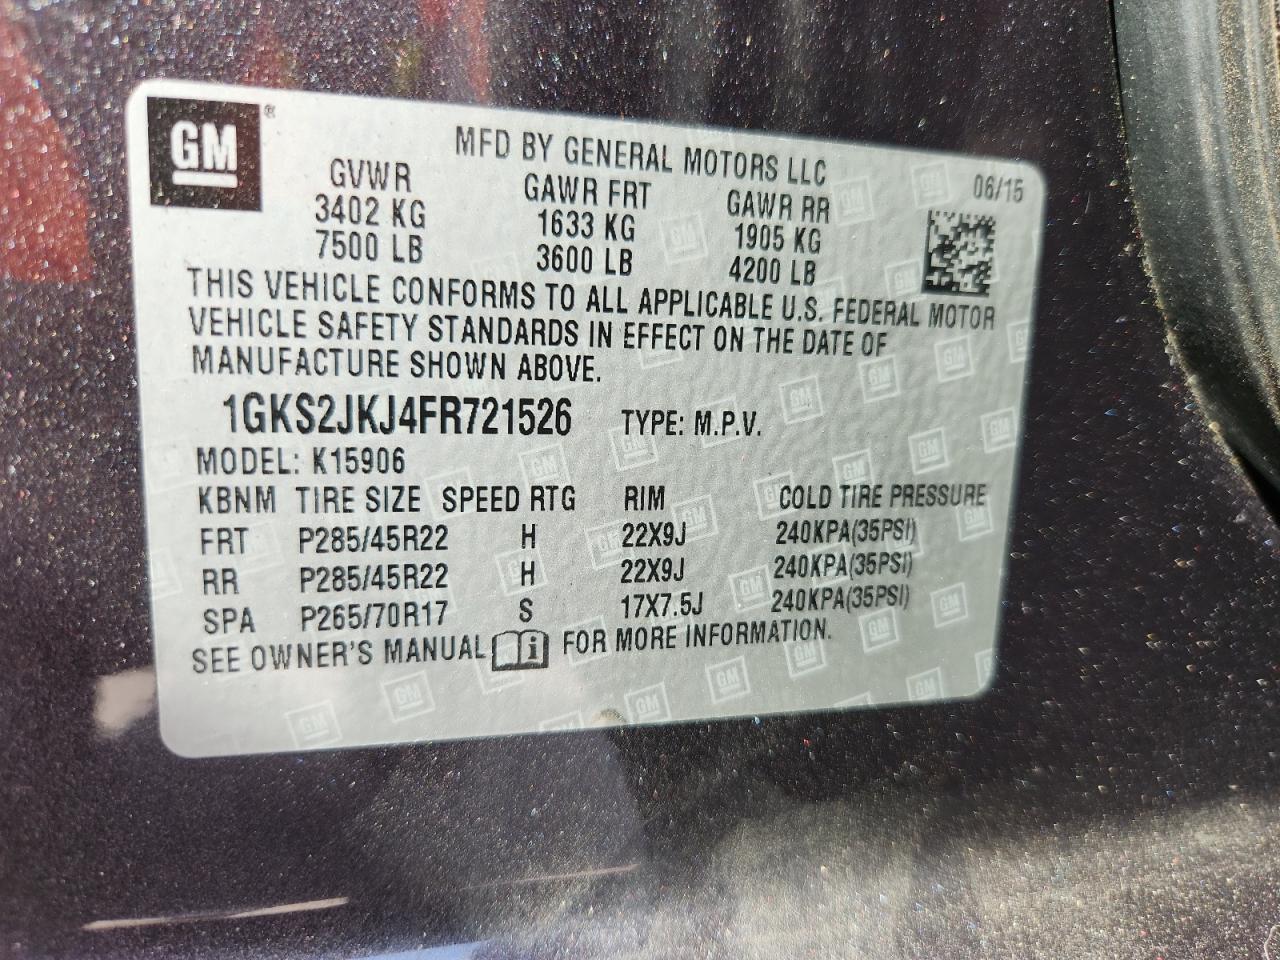 GM ®
MFD BY GENERAL MOTORS LLC
06/15
GVWR GAWR FRT GAWR RR
3402 KG 1633 KG 1905 KG
7500 LB 3600 LB 4200 LB
THIS VEHICLE CONFORMS TO ALL APPLICABLE U.S. FEDERAL MOTOR
VEHICLE SAFETY STANDARDS IN EFFECT ON THE DATE OF
MANUFACTURE SHOWN ABOVE.
1GKS2JKJ4FR721526 TYPE: M.P.V.
MODEL: K15906
KBNM TIRE SIZE SPEED RTG RIM COLD TIRE PRESSURE
FRT P285/45R22 H 22X9J 240KPA(35PSI)
RR P285/45R22 H 22X9J 240KPA(35PSI)
SPA P265/70R17 S 17X7.5J 240KPA(35PSI)
SEE OWNER'S MANUAL i FOR MORE INFORMATION.